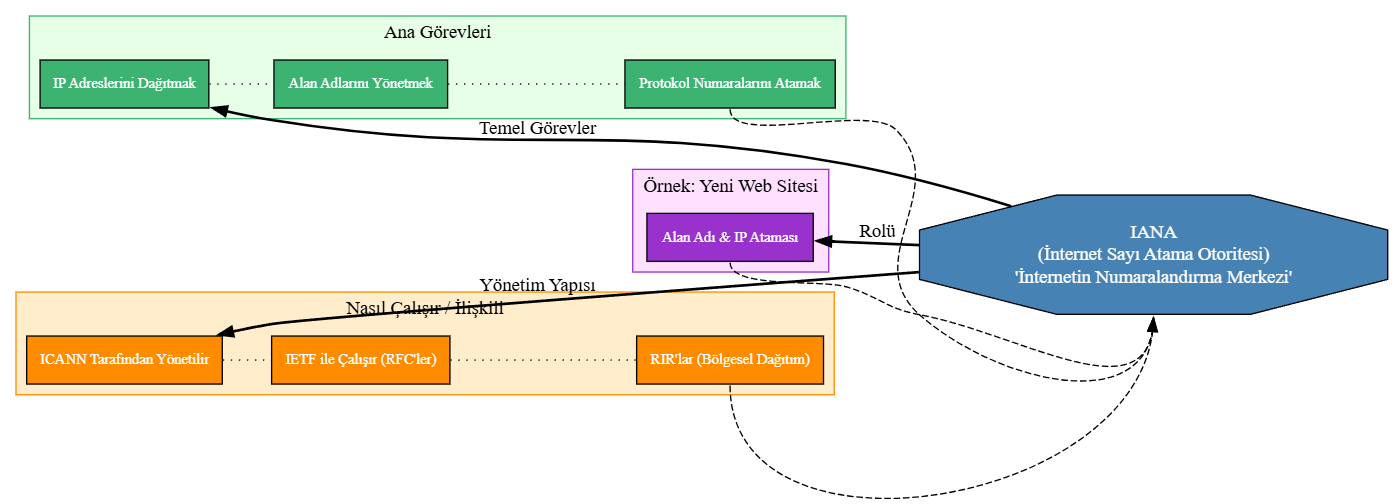 Ana Görevleri
IP Adreslerini Dağıtmak
Alan Adlarını Yönetmek
Protokol Numaralarını Atamak
Temel Görevler
Örnek: Yeni Web Sitesi
Alan Adı & IP Ataması
Rolü
IANA
(İnternet Sayı Atama Otoritesi)
'İnternetin Numaralandırma Merkezi'
Yönetim Yapısı
Nasıl Çalışır / İlişkili
ICANN Tarafından Yönetilir
IETF ile Çalışır (RFC'ler)
RIR'lar (Bölgesel Dağıtım)